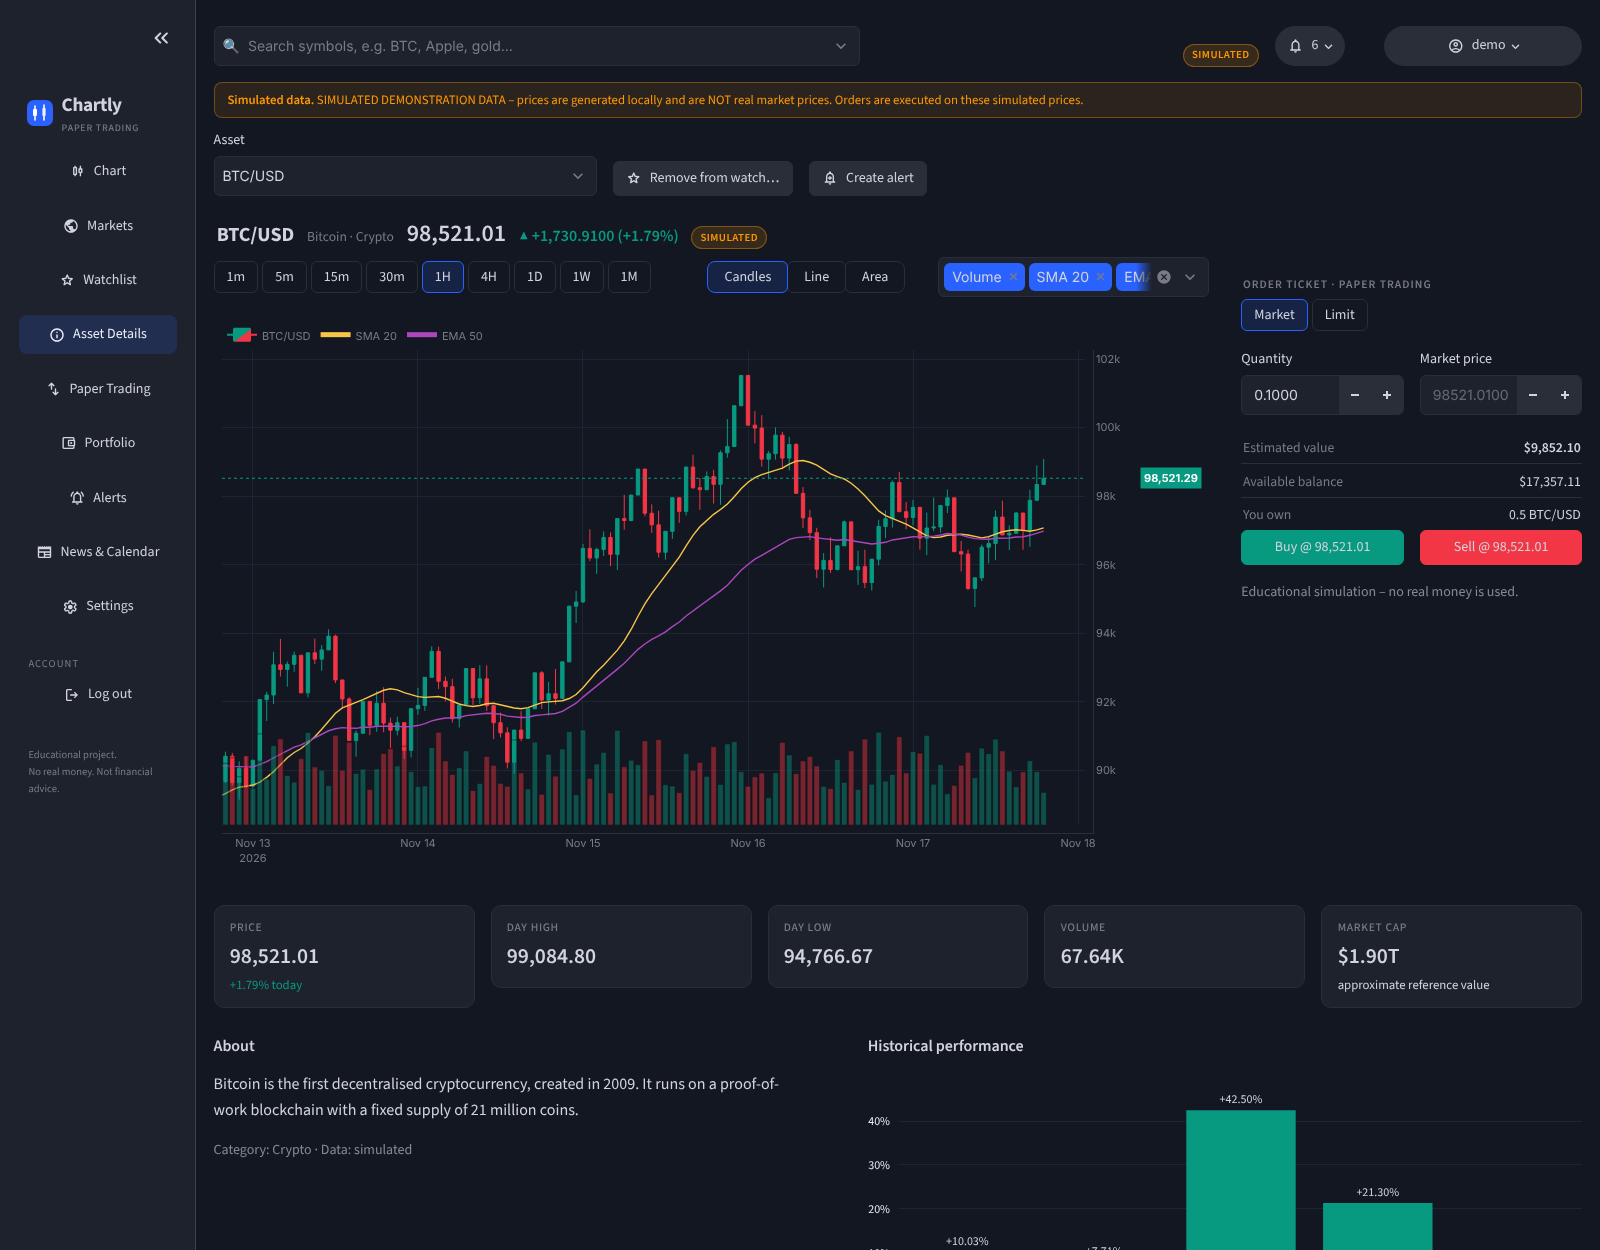 Search symbols, e.g. BTC, Apple, gold...
SIMULATED
6
demo
Simulated data. SIMULATED DEMONSTRATION DATA – prices are generated locally and are NOT real market prices. Orders are executed on these simulated prices.
Chartly
PAPER TRADING
Chart
Markets
Watchlist
Asset Details
Paper Trading
Portfolio
Alerts
News & Calendar
Settings
ACCOUNT
Log out
Educational project.
No real money. Not financial
advice.
Asset
BTC/USD
Remove from watch...
Create alert
BTC/USD Bitcoin · Crypto 98,521.01 ▲ +1,730.9100 (+1.79%) SIMULATED
1m 5m 15m 30m 1H 4H 1D 1W 1M
Candles Line Area
Volume × SMA 20 × EM
BTC/USD SMA 20 EMA 50
102k
100k
98,521.29
98k
96k
94k
92k
90k
Nov 13 Nov 14 Nov 15 Nov 16 Nov 17 Nov 18
2026
ORDER TICKET · PAPER TRADING
Market Limit
Quantity Market price
0.1000 − + 98521.0100 − +
Estimated value $9,852.10
Available balance $17,357.11
You own 0.5 BTC/USD
Buy @ 98,521.01 Sell @ 98,521.01
Educational simulation – no real money is used.
PRICE
98,521.01
+1.79% today
DAY HIGH
99,084.80
DAY LOW
94,766.67
VOLUME
67.64K
MARKET CAP
$1.90T
approximate reference value
About
Bitcoin is the first decentralised cryptocurrency, created in 2009. It runs on a proof-of-
work blockchain with a fixed supply of 21 million coins.
Category: Crypto · Data: simulated
Historical performance
+42.50%
40%
30%
+21.30%
20%
+10.03%